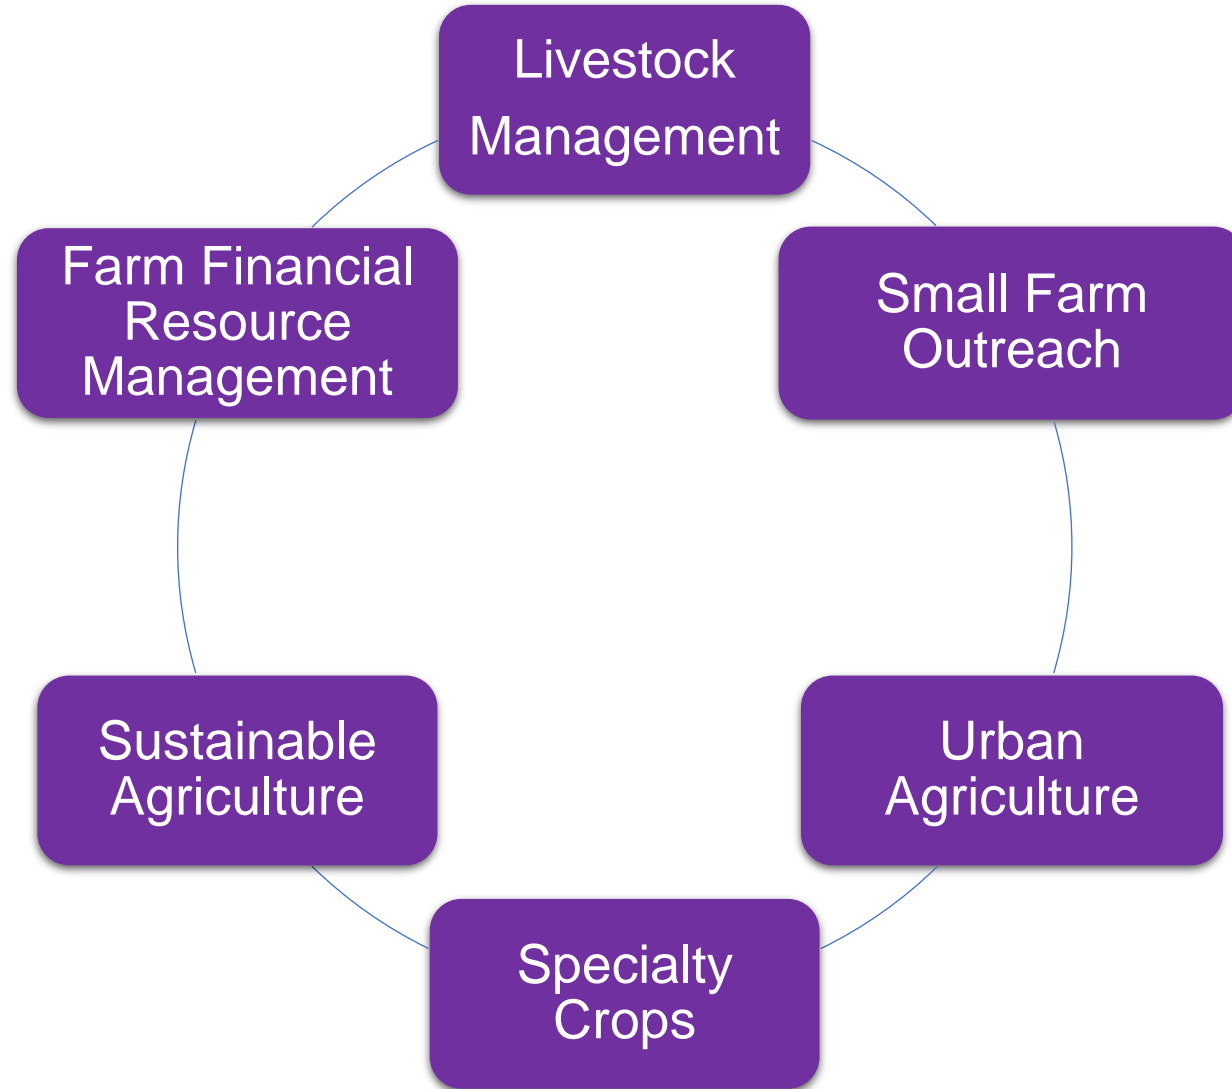 Livestock
Management
Small Farm
Outreach
Urban
Agriculture
Specialty
Crops
Sustainable
Agriculture
Farm Financial
Resource
Management